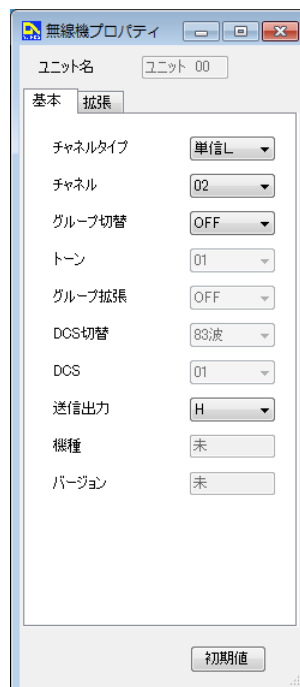 無線機プロパティ
ユニット名 ユニット 00
基本 拡張
チャネルタイプ 単信L
チャネル 02
グループ切替 OFF
トーン 01
グループ拡張 OFF
DCS切替 83波
DCS 01
送信出力 H
機種 未
バージョン 未
初期値